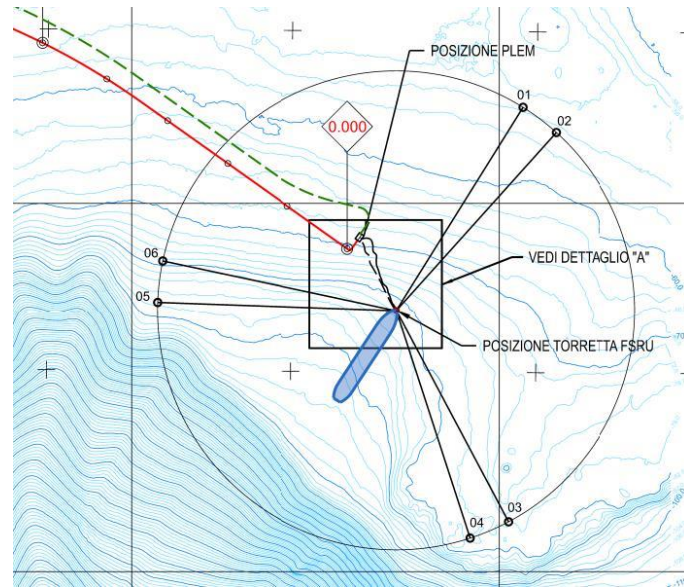 POSIZIONE PLEM
01
02
0.000
06
VEDI DETTAGLIO "A"
05
POSIZIONE TORRETTA FSRU
04
03